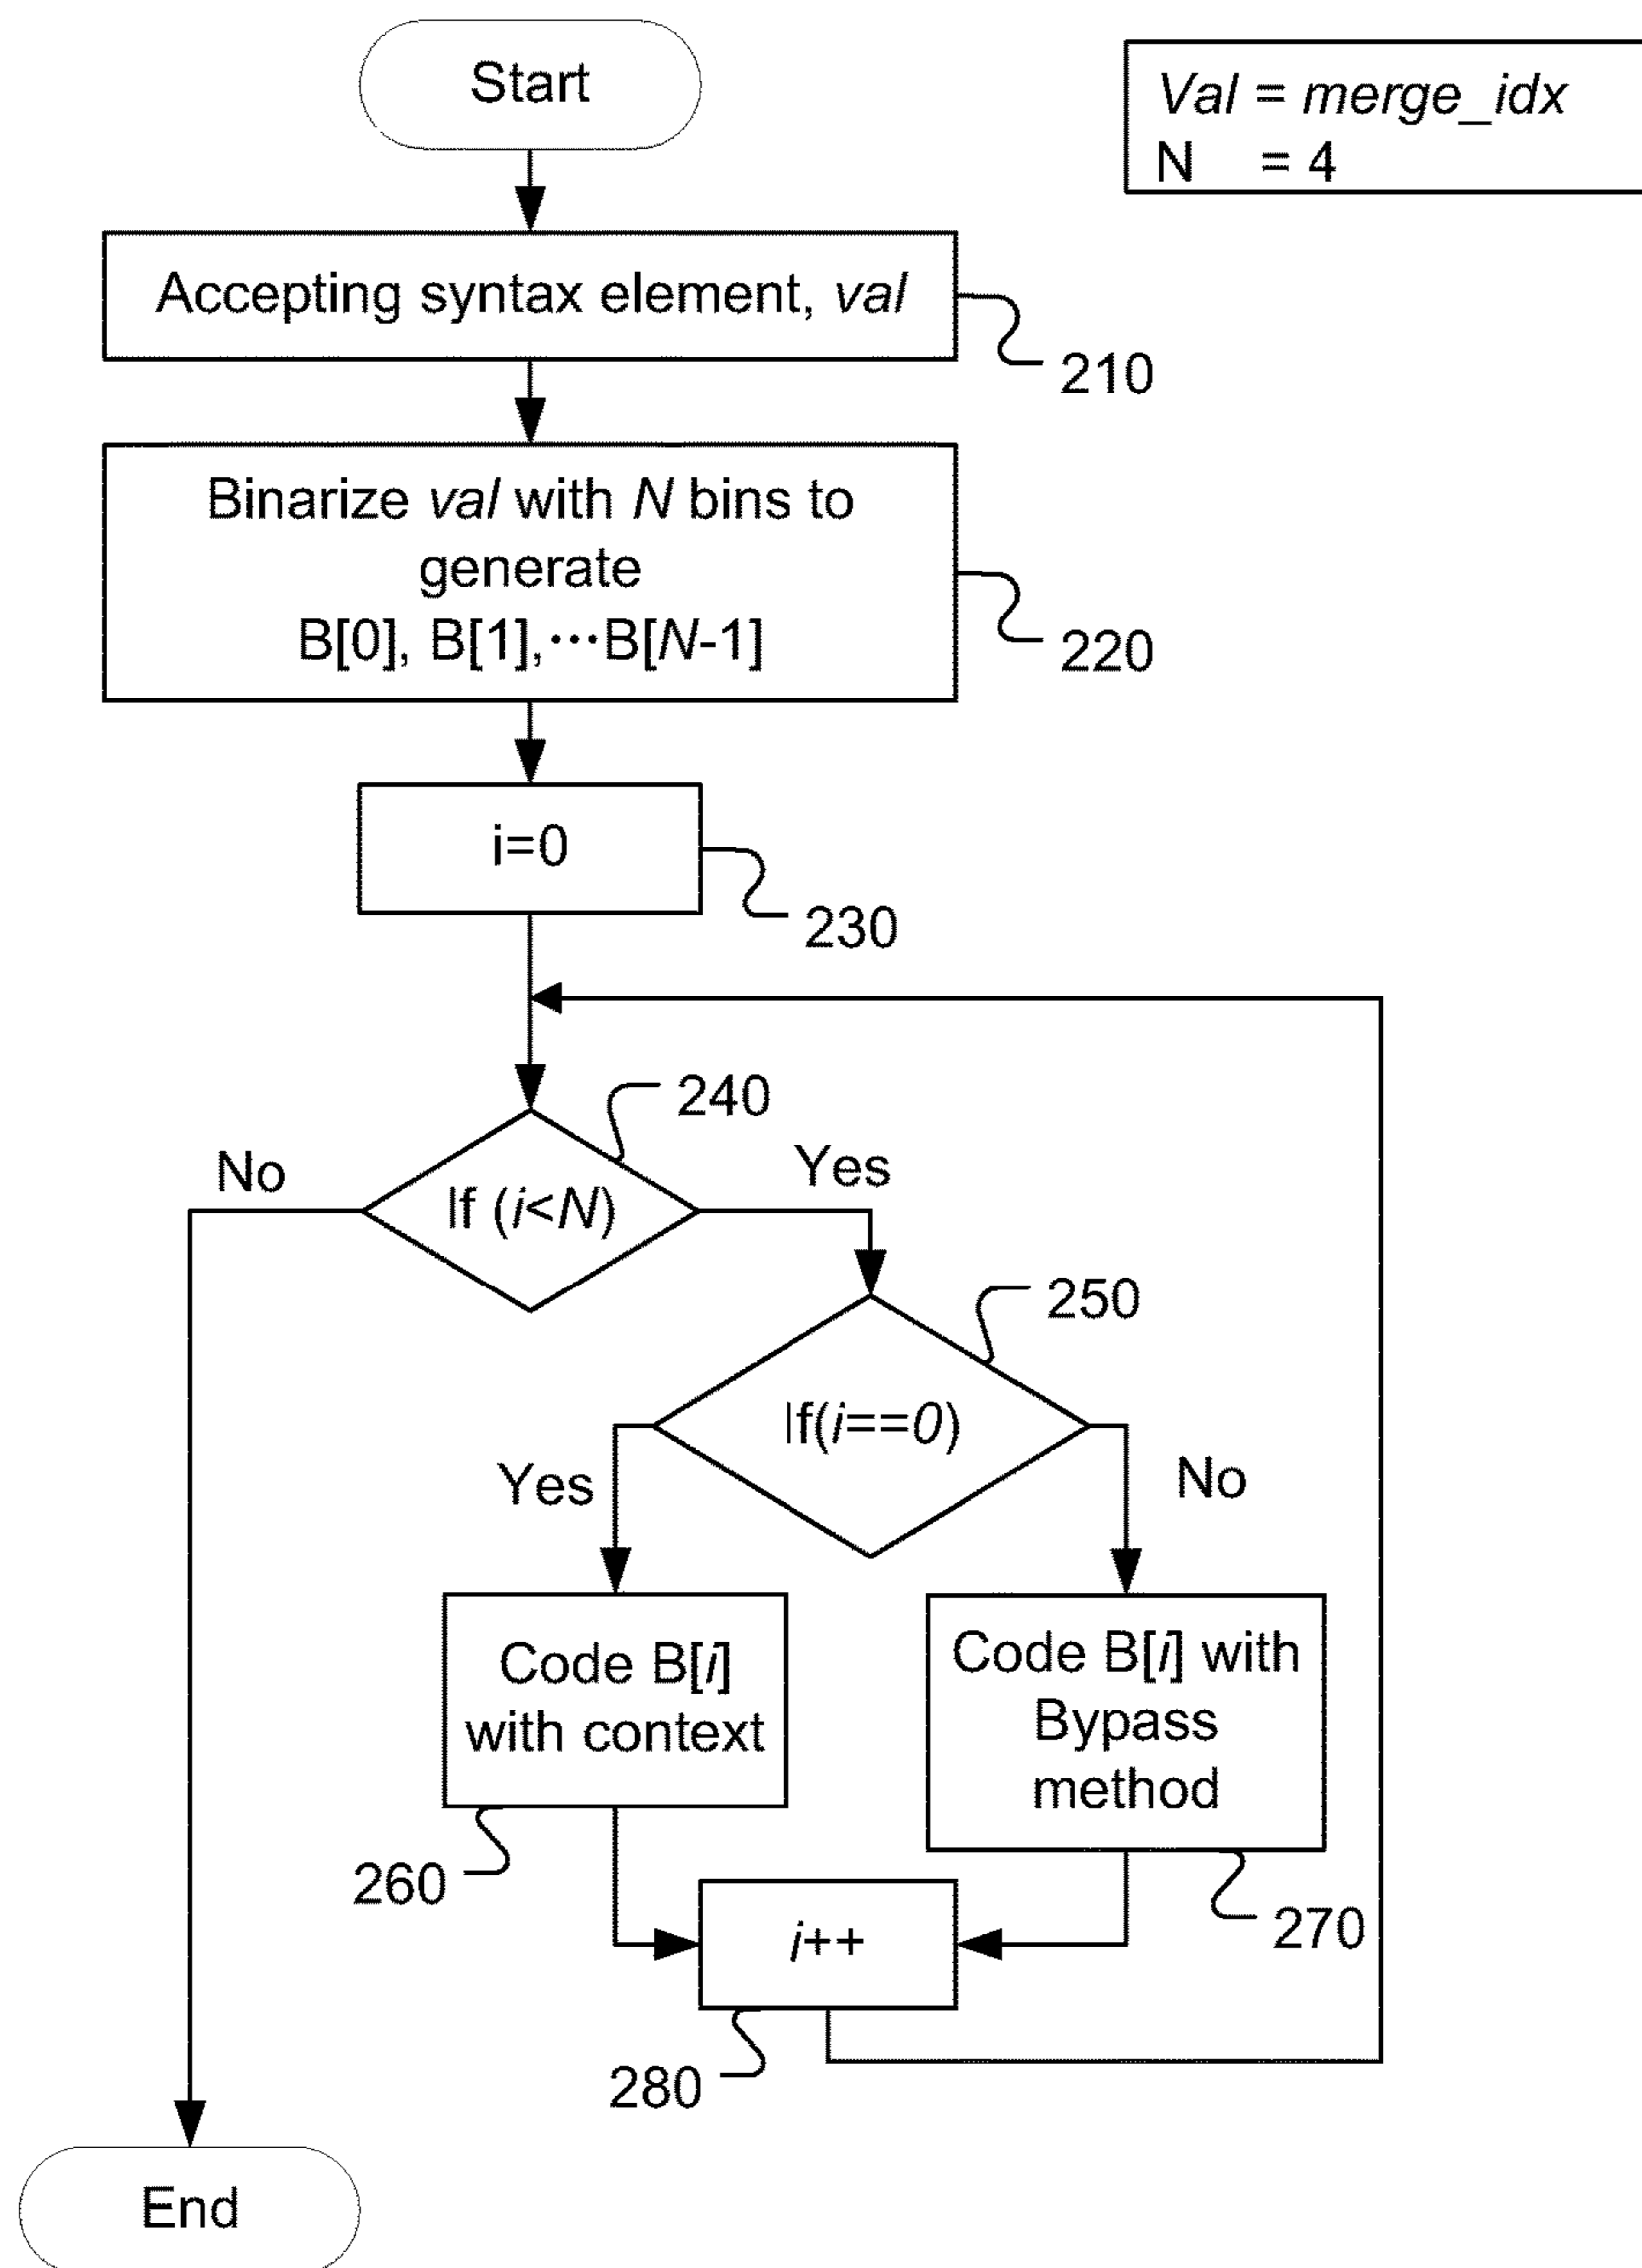 Start
Val = merge_idx
N = 4
Accepting syntax element, val
210
Binarize val with N bins to
generate
B[0], B[1],···B[N-1]
220
i=0
230
240
No
Yes
If (i<N)
250
If(i==0)
Yes
No
Code B[i]
with context
Code B[i] with
Bypass
method
260
270
i++
280
End